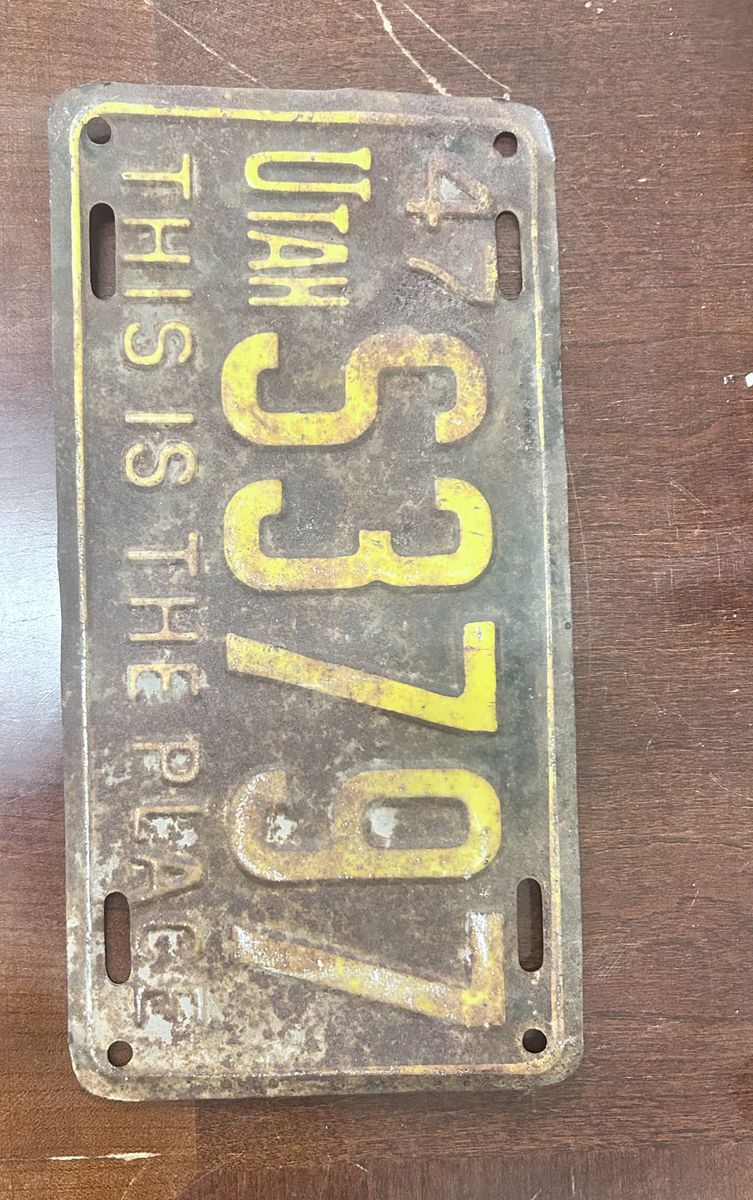 47
UTAH S3797
THIS IS THE PLACE